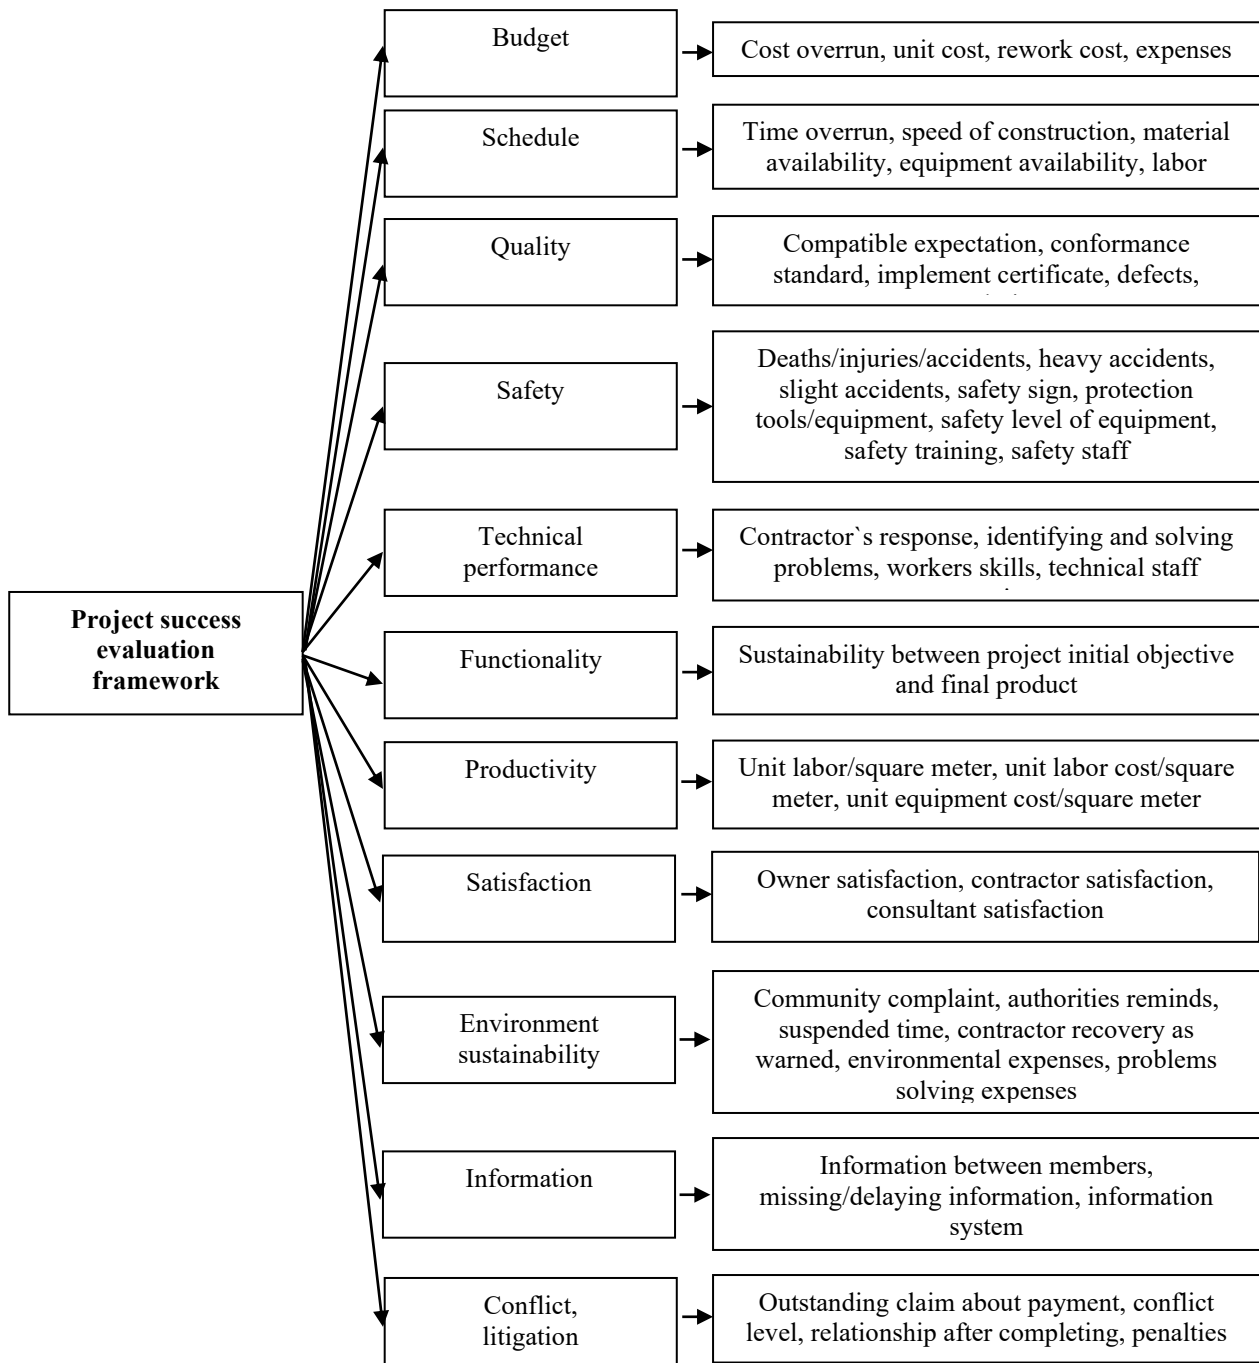 Budget
Cost overrun, unit cost, rework cost, expenses
Schedule
Time overrun, speed of construction, material
availability, equipment availability, labor
Quality
Compatible expectation, conformance
standard, implement certificate, defects,
Safety
Deaths/injuries/accidents, heavy accidents,
slight accidents, safety sign, protection
tools/equipment, safety level of equipment,
safety training, safety staff
Technical
performance
Contractor`s response, identifying and solving
problems, workers skills, technical staff
Project success
evaluation
framework
Functionality
Sustainability between project initial objective
and final product
Productivity
Unit labor/square meter, unit labor cost/square
meter, unit equipment cost/square meter
Satisfaction
Owner satisfaction, contractor satisfaction,
consultant satisfaction
Environment
sustainability
Community complaint, authorities reminds,
suspended time, contractor recovery as
warned, environmental expenses, problems
solving expenses
Information
Information between members,
missing/delaying information, information
system
Conflict,
litigation
Outstanding claim about payment, conflict
level, relationship after completing, penalties